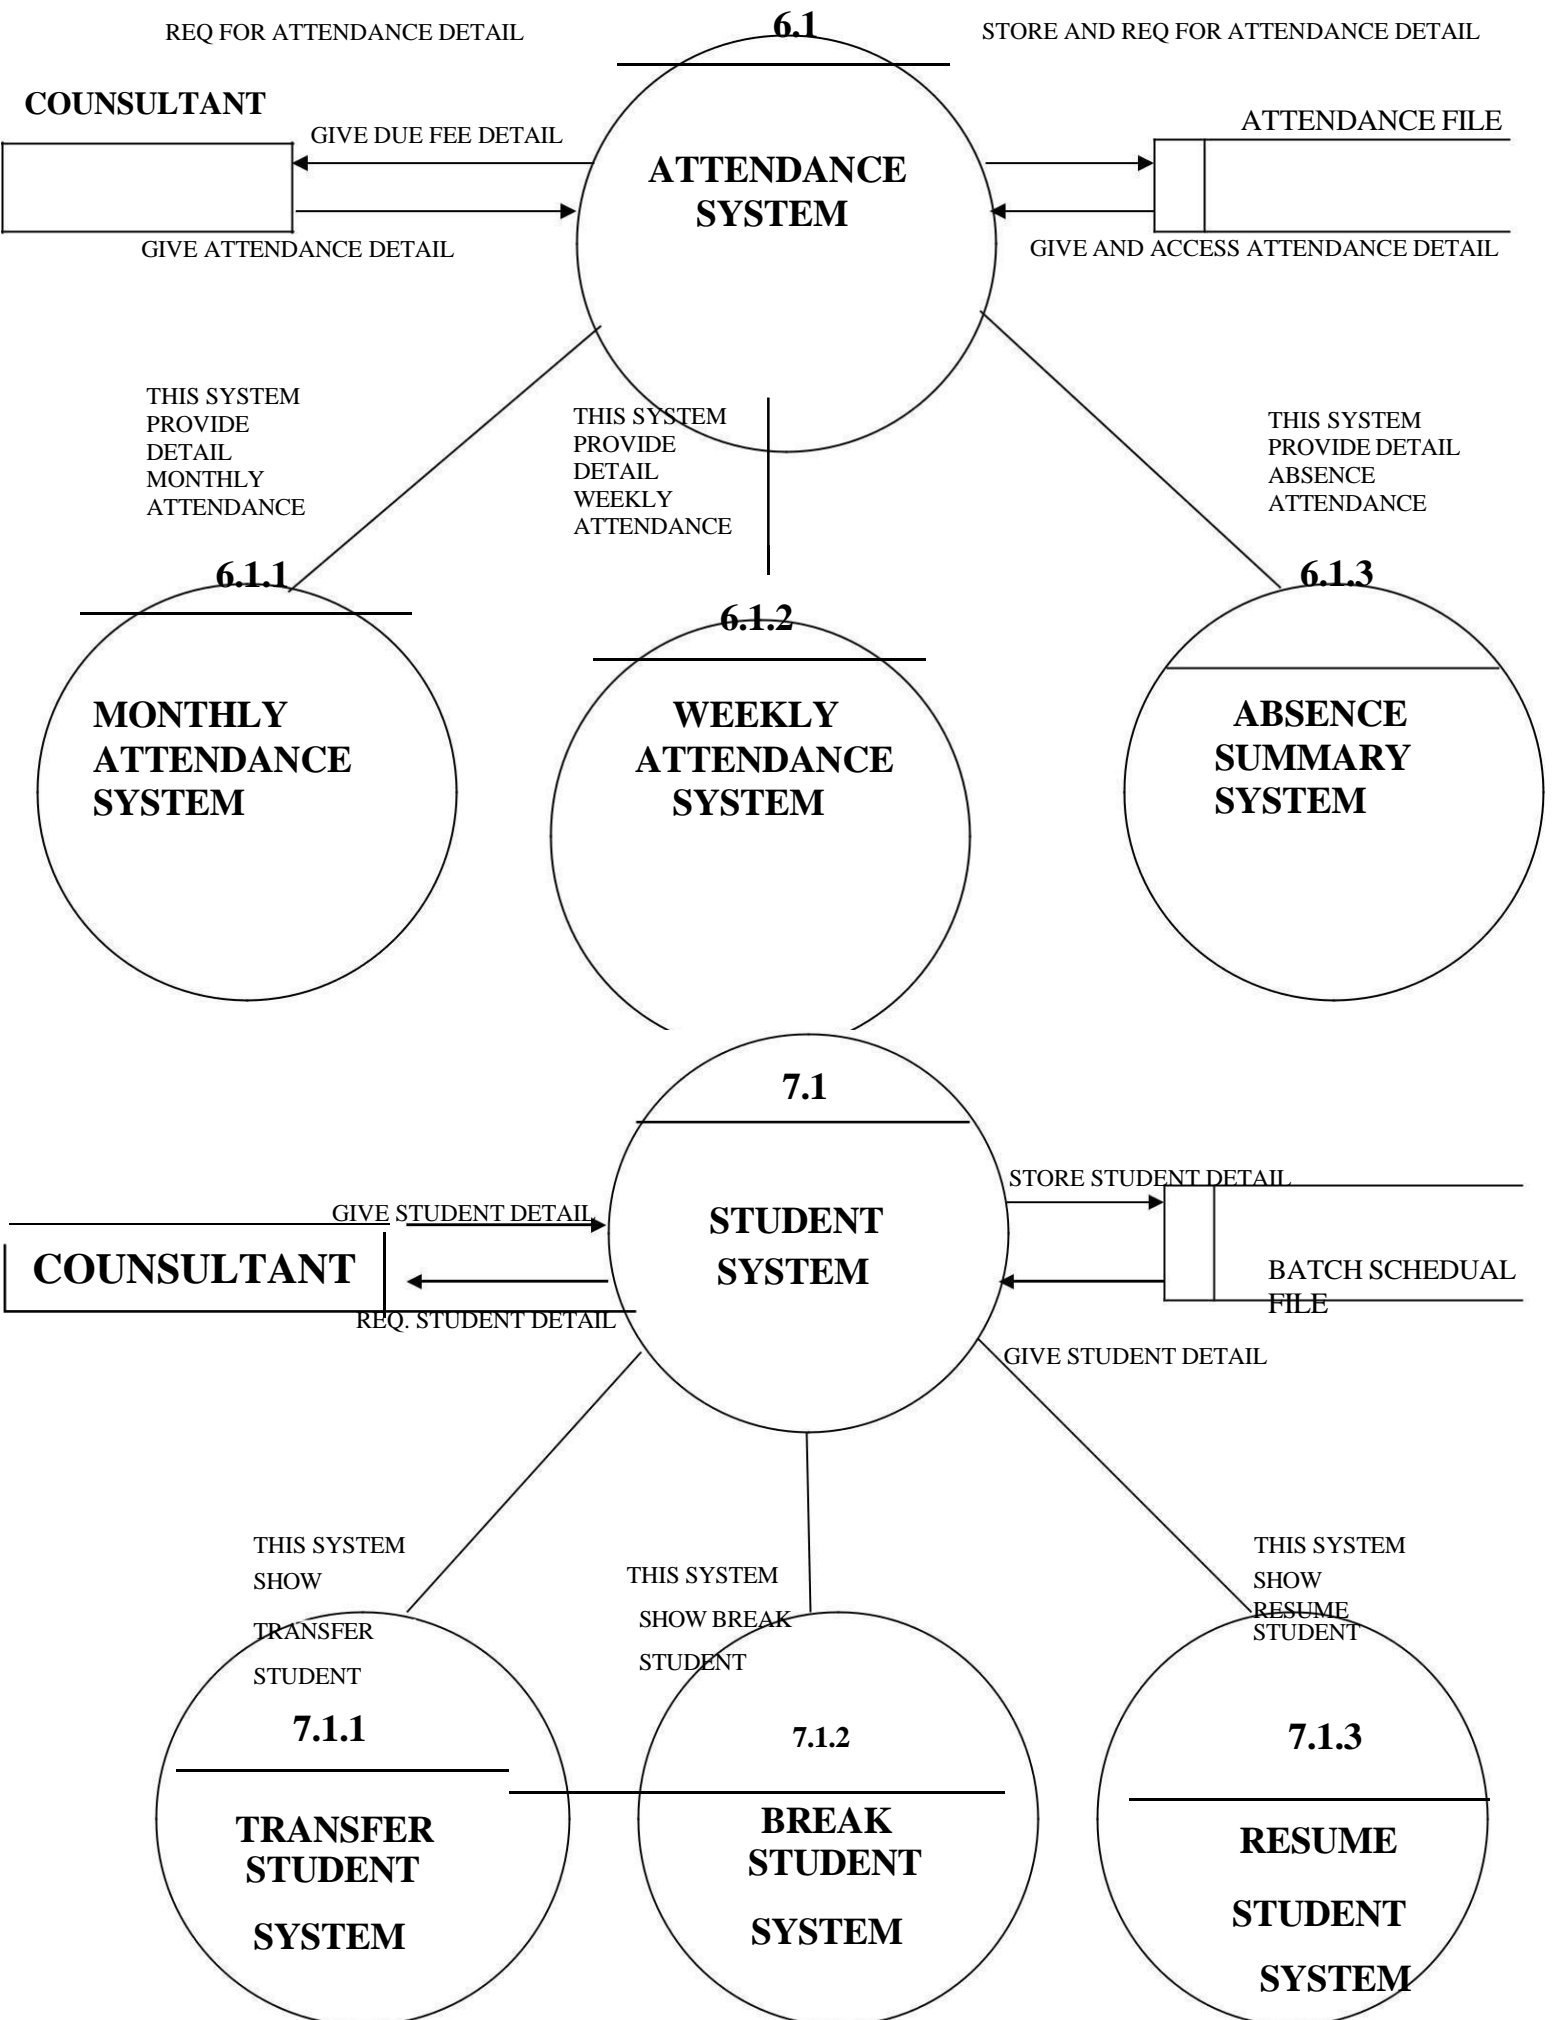 REQ FOR ATTENDANCE DETAIL
6.1
STORE AND REQ FOR ATTENDANCE DETAIL
COUNSULTANT
GIVE DUE FEE DETAIL
ATTENDANCE FILE
ATTENDANCE
SYSTEM
GIVE ATTENDANCE DETAIL
GIVE AND ACCESS ATTENDANCE DETAIL
THIS SYSTEM
PROVIDE
DETAIL
MONTHLY
ATTENDANCE
THIS SYSTEM
PROVIDE
DETAIL
WEEKLY
ATTENDANCE
THIS SYSTEM
PROVIDE DETAIL
ABSENCE
ATTENDANCE
6.1.1
MONTHLY
ATTENDANCE
SYSTEM
6.1.2
WEEKLY
ATTENDANCE
SYSTEM
6.1.3
ABSENCE
SUMMARY
SYSTEM
7.1
STUDENT
SYSTEM
STORE STUDENT DETAIL
GIVE STUDENT DETAIL
COUNSULTANT
REQ. STUDENT DETAIL
BATCH SCHEDUAL
FILE
GIVE STUDENT DETAIL
THIS SYSTEM
SHOW
TRANSFER
STUDENT
7.1.1
TRANSFER
STUDENT
SYSTEM
THIS SYSTEM
SHOW BREAK
STUDENT
7.1.2
BREAK
STUDENT
SYSTEM
THIS SYSTEM
SHOW
RESUME
STUDENT
7.1.3
RESUME
STUDENT
SYSTEM